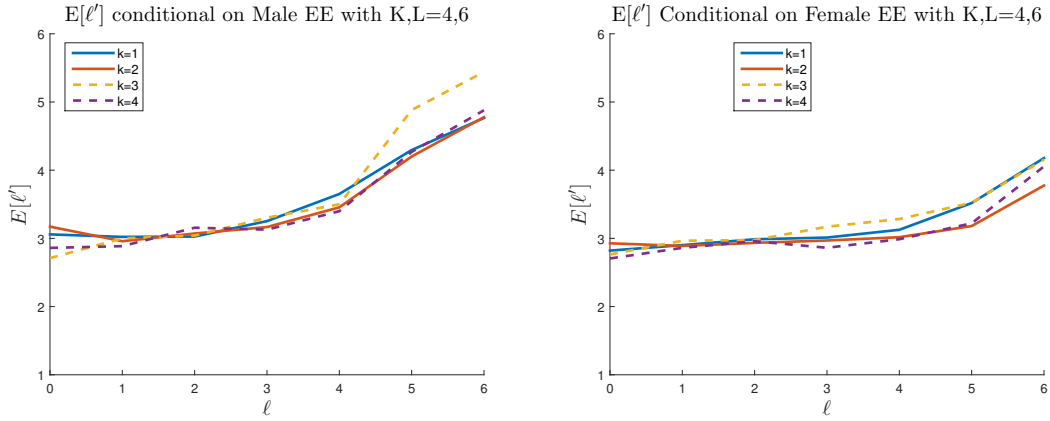 E[ℓ′] conditional on Male EE with K,L=4,6
6
5
4
3
2
1
E[ℓ′]
k=1
k=2
k=3
k=4
0 1 2 3 4 5 6
ℓ
E[ℓ′] Conditional on Female EE with K,L=4,6
6
5
4
3
2
1
E[ℓ′]
k=1
k=2
k=3
k=4
0 1 2 3 4 5 6
ℓ